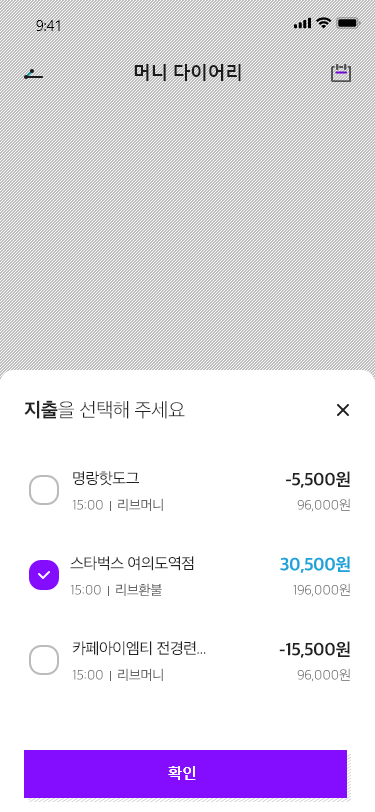 9:41
머니 다이어리
지출을 선택해 주세요
명랑핫도그 -5,500원
15:00 | 리브머니 96,000원
스타벅스 여의도역점 30,500원
15:00 | 리브환불 196,000원
카페아이엠티 전경련... -15,500원
15:00 | 리브머니 96,000원
확인